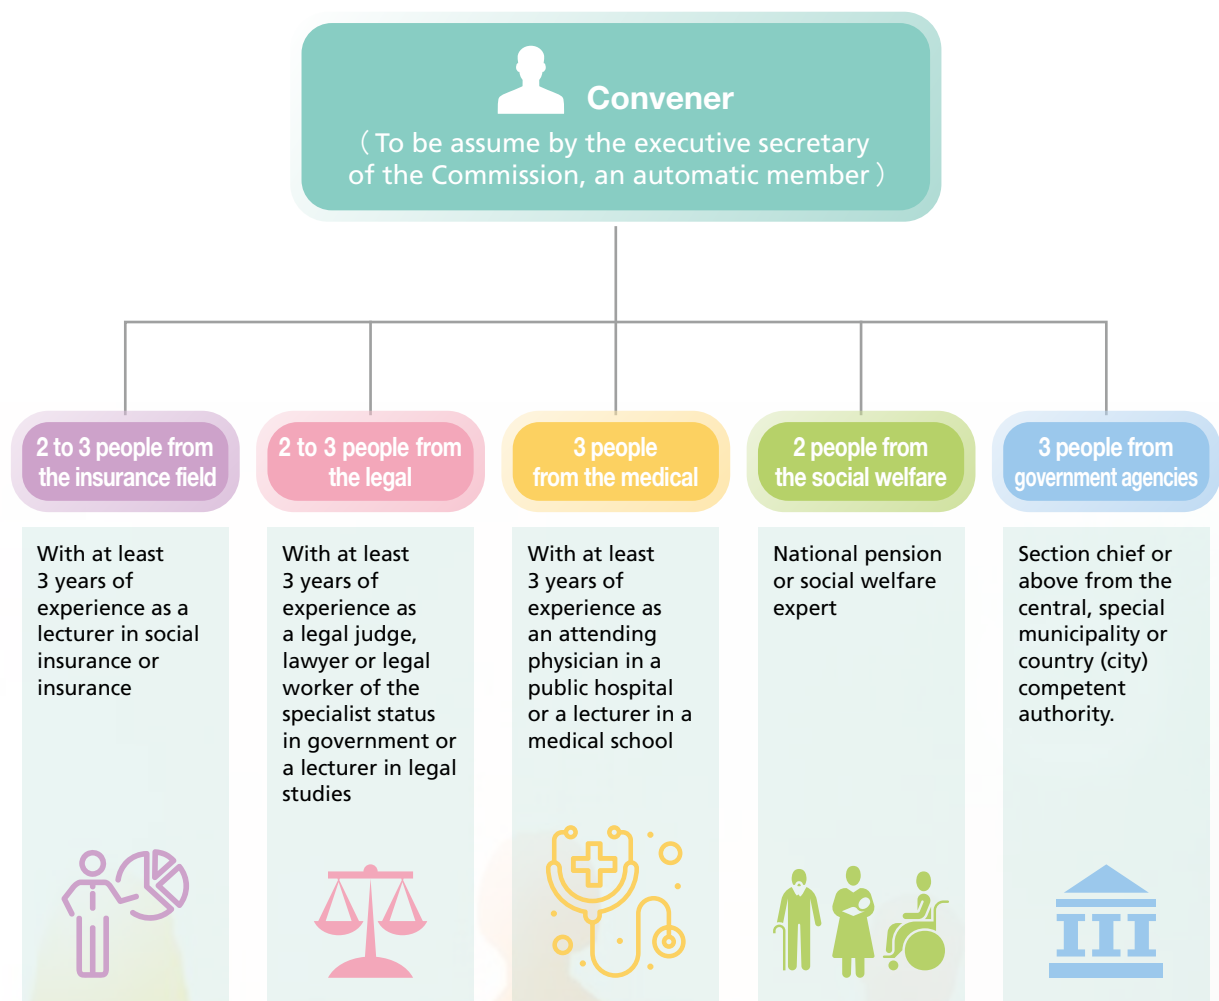 Convener
（To be assume by the executive secretary
of the Commission, an automatic member）
2 to 3 people from
the insurance field
With at least
3 years of
experience as a
lecturer in social
insurance or
insurance
2 to 3 people from
the legal
With at least
3 years of
experience as
a legal judge,
lawyer or legal
worker of the
specialist status
in government or
a lecturer in legal
studies
3 people
from the medical
With at least
3 years of
experience as
an attending
physician in a
public hospital
or a lecturer in a
medical school
2 people from
the social welfare
National pension
or social welfare
expert
3 people from
government agencies
Section chief or
above from the
central, special
municipality or
country (city)
competent
authority.